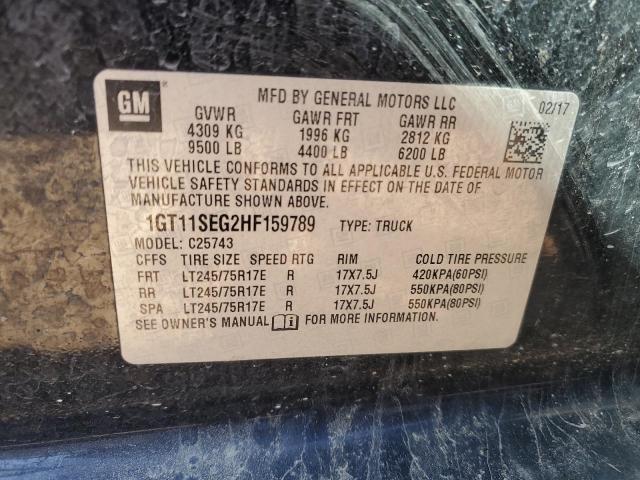 GM MFD BY GENERAL MOTORS LLC 02/17
GVWR GAWR FRT GAWR RR
4309 KG 1996 KG 2812 KG
9500 LB 4400 LB 6200 LB
THIS VEHICLE CONFORMS TO ALL APPLICABLE U.S. FEDERAL MOTOR
VEHICLE SAFETY STANDARDS IN EFFECT ON THE DATE OF
MANUFACTURE SHOWN ABOVE.
1GT11SEG2HF159789 TYPE: TRUCK
MODEL: C25743
CFFS TIRE SIZE SPEED RTG RIM COLD TIRE PRESSURE
FRT LT245/75R17E R 17X7.5J 420KPA(60PSI)
RR LT245/75R17E R 17X7.5J 550KPA(80PSI)
SPA LT245/75R17E R 17X7.5J 550KPA(80PSI)
SEE OWNER'S MANUAL FOR MORE INFORMATION.